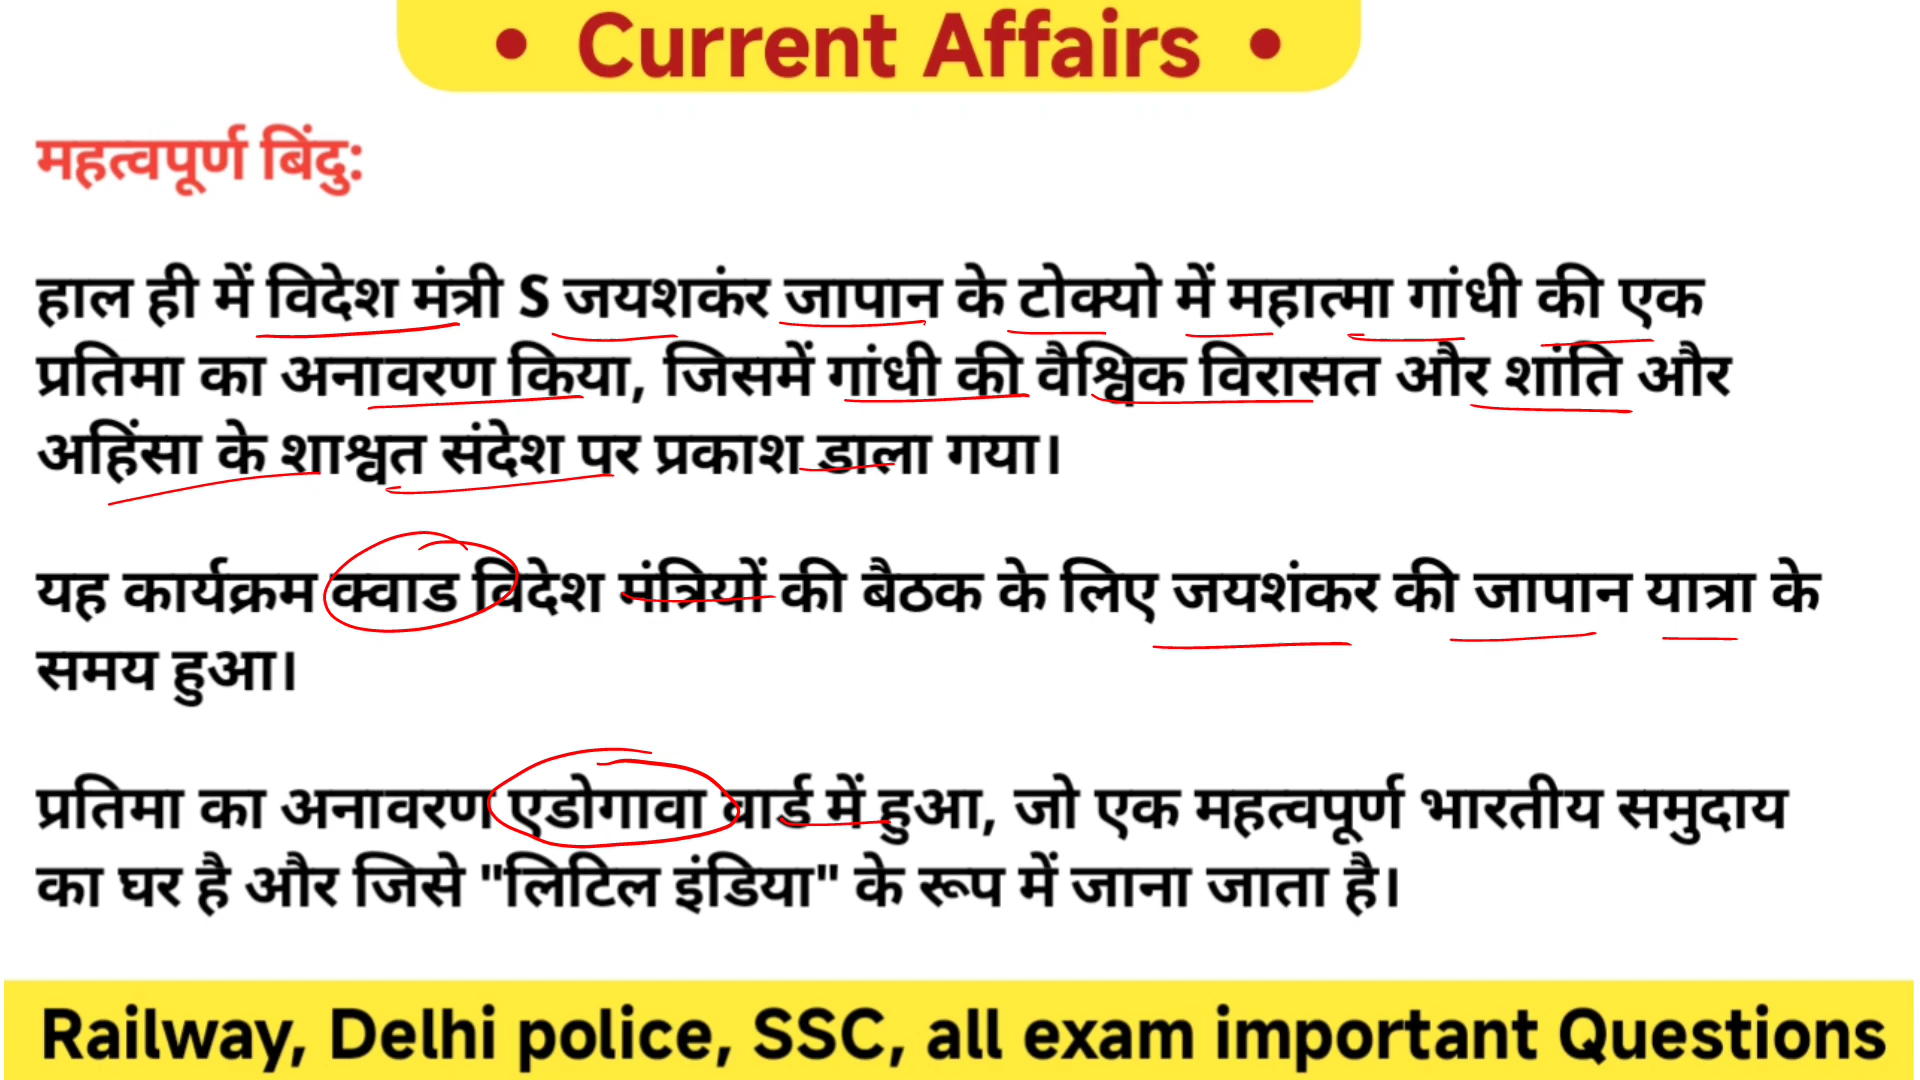 • Current Affairs •
महत्वपूर्ण बिंदु:
हाल ही में विदेश मंत्री S जयशकंर जापान के टोक्यो में महात्मा गांधी की एक
प्रतिमा का अनावरण किया, जिसमें गांधी की वैश्विक विरासत और शांति और
अहिंसा के शाश्वत संदेश पर प्रकाश डाला गया।
यह कार्यक्रम क्वाड विदेश मंत्रियों की बैठक के लिए जयशंकर की जापान यात्रा के
समय हुआ।
प्रतिमा का अनावरण एडोगावा वार्ड में हुआ, जो एक महत्वपूर्ण भारतीय समुदाय
का घर है और जिसे "लिटिल इंडिया" के रूप में जाना जाता है।
Railway, Delhi police, SSC, all exam important Questions